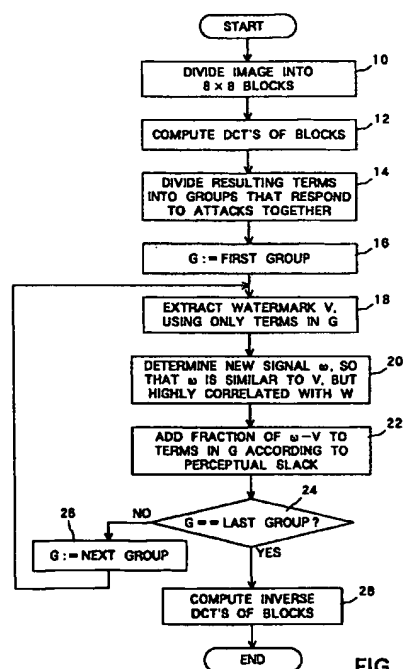 START
DIVIDE IMAGE INTO
8 × 8 BLOCKS
10
COMPUTE DCT'S OF BLOCKS
12
DIVIDE RESULTING TERMS
INTO GROUPS THAT RESPOND
TO ATTACKS TOGETHER
14
G := FIRST GROUP
16
EXTRACT WATERMARK V,
USING ONLY TERMS IN G
18
DETERMINE NEW SIGNAL ω, SO
THAT ω IS SIMILAR TO V, BUT
HIGHLY CORRELATED WITH W
20
ADD FRACTION OF ω–V TO
TERMS IN G ACCORDING TO
PERCEPTUAL SLACK
22
G == LAST GROUP?
24
NO
YES
26
G := NEXT GROUP
COMPUTE INVERSE
DCT'S OF BLOCKS
28
END
FIG